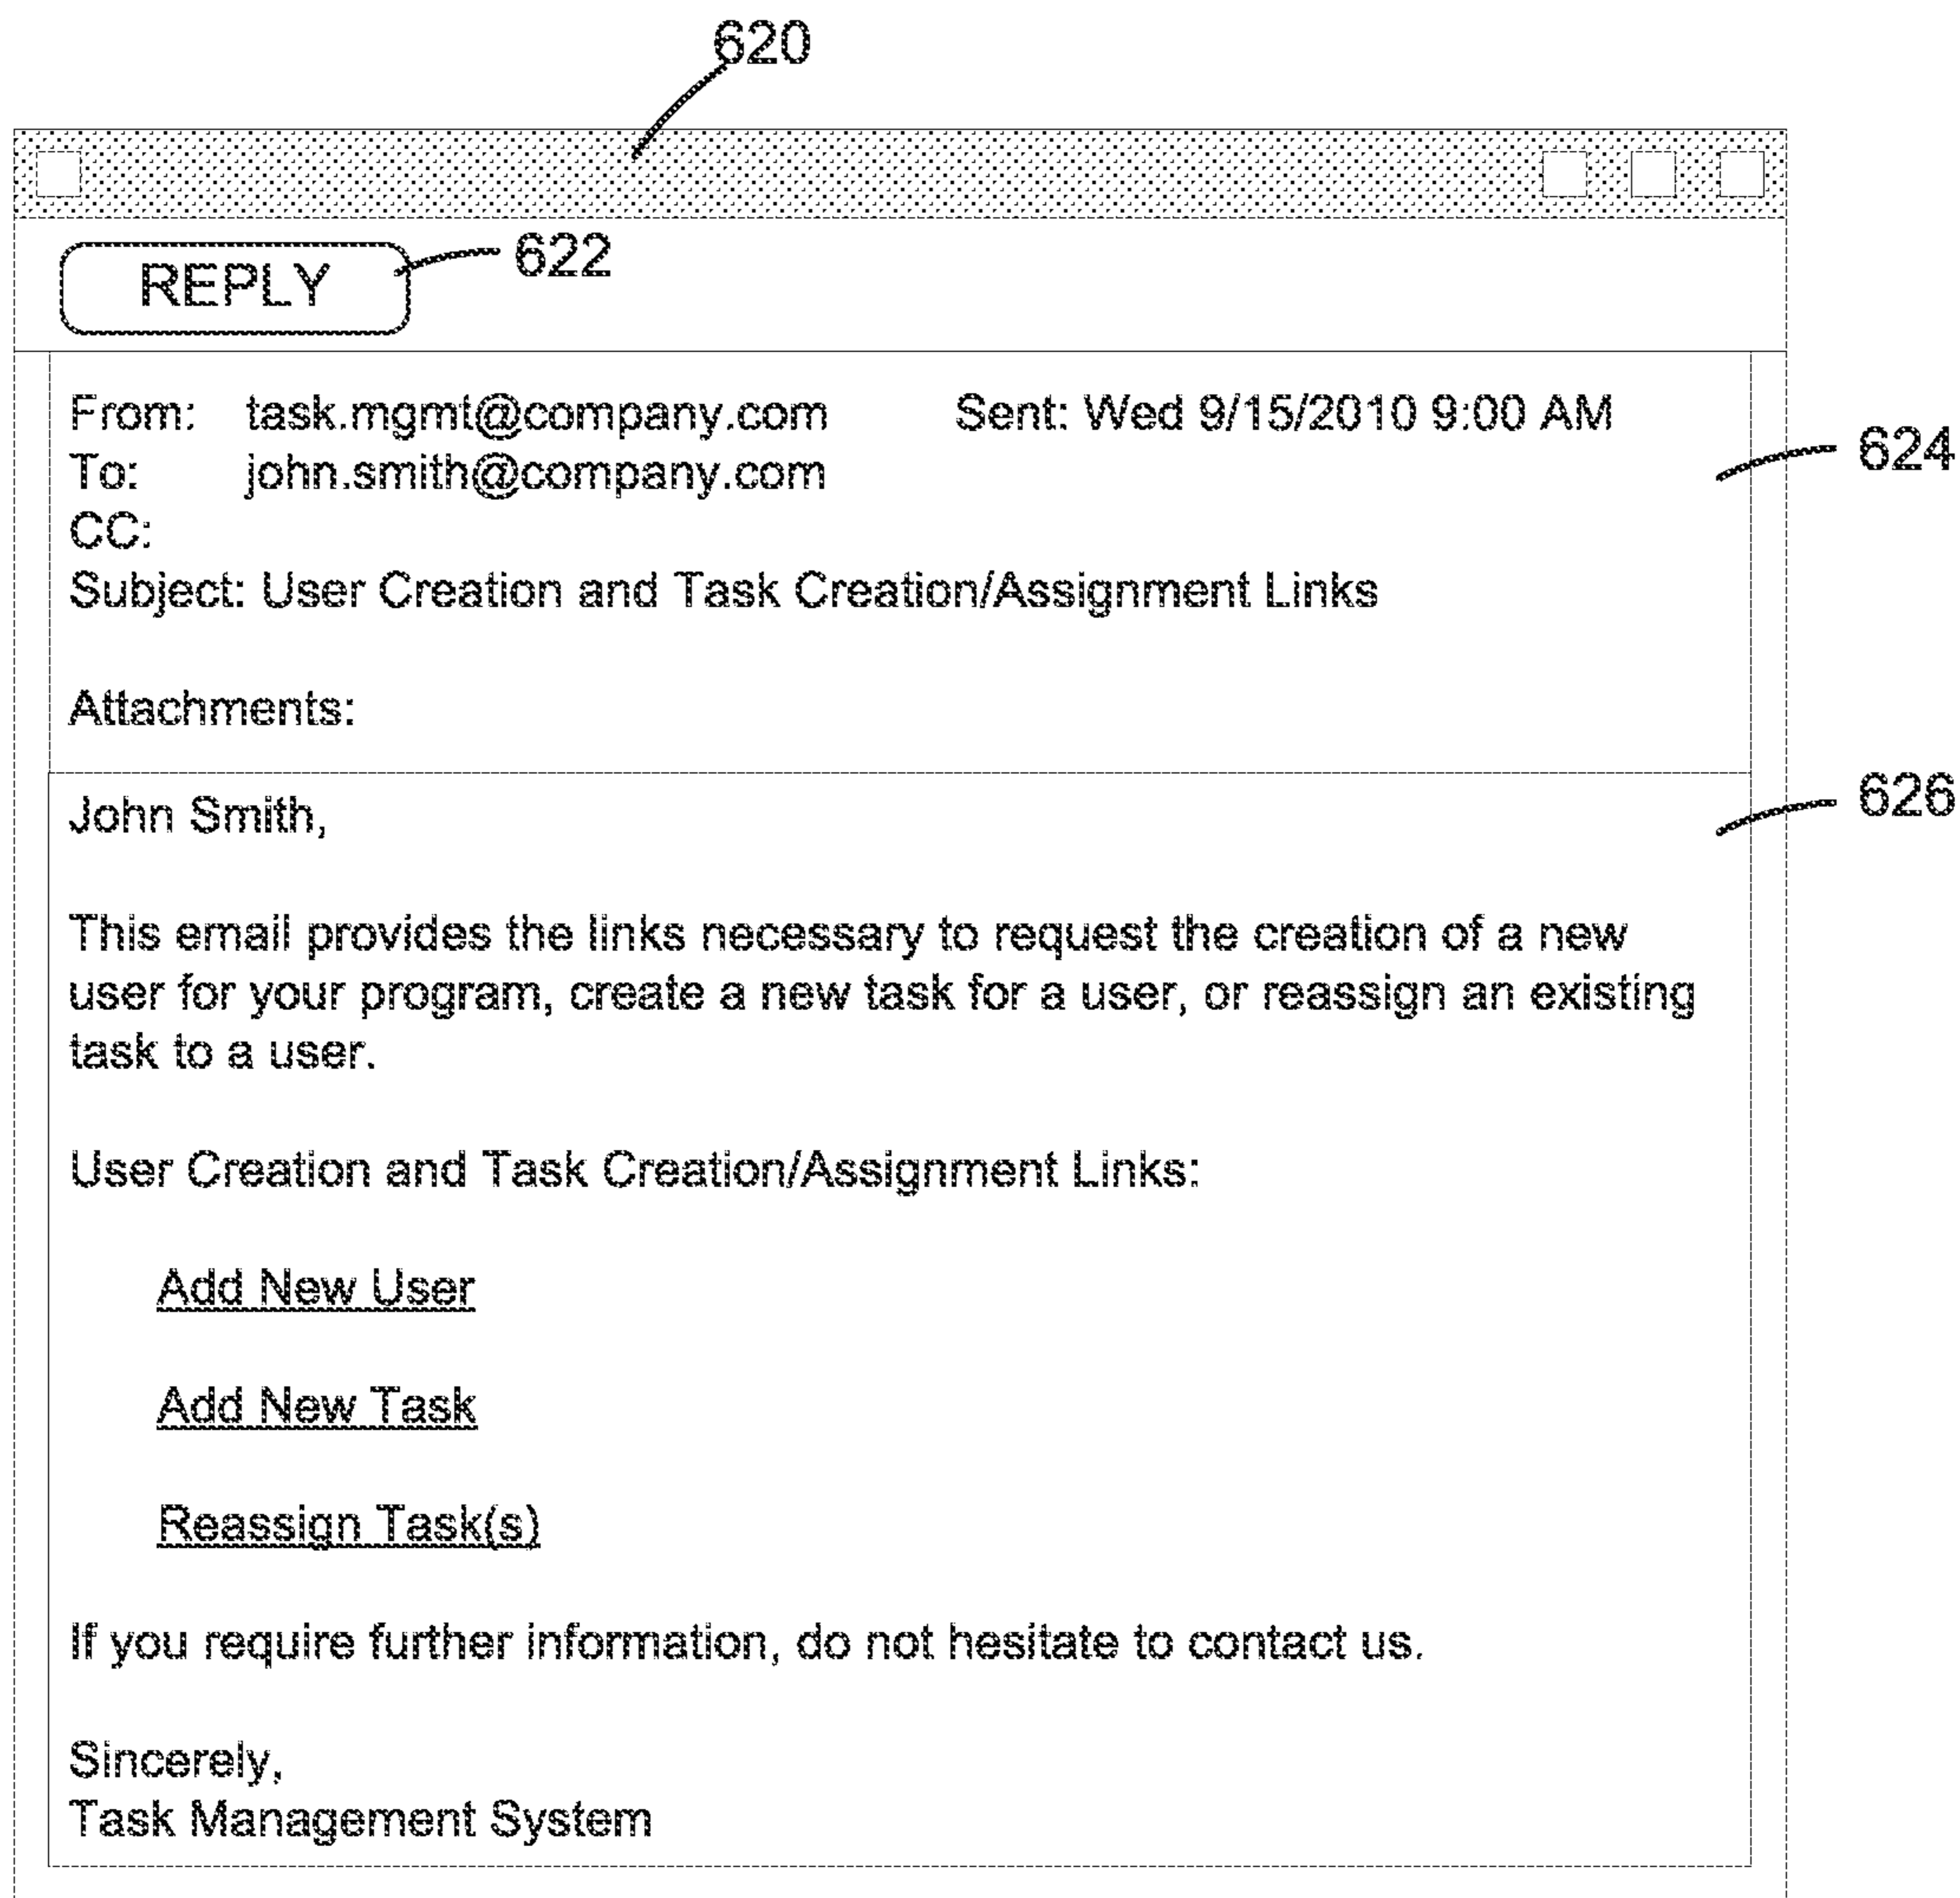 620
REPLY
622
From: task.mgmt@company.com Sent: Wed 9/15/2010 9:00 AM
624
To: john.smith@company.com
CC:
Subject: User Creation and Task Creation/Assignment Links
Attachments:
626
John Smith,
This email provides the links necessary to request the creation of a new
user for your program, create a new task for a user, or reassign an existing
task to a user.
User Creation and Task Creation/Assignment Links:
Add New User
Add New Task
Reassign Task(s)
If you require further information, do not hesitate to contact us.
Sincerely,
Task Management System